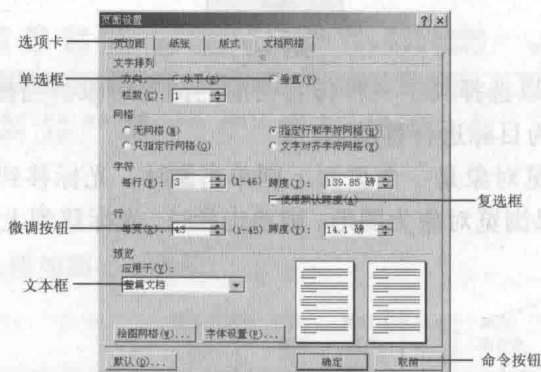 页面设置
选项卡
页边距 纸张 版式 文档网格
文字排列
单选框
方向: 水平(Z) 垂直(V)
栏数(C): 1
网格
无网格(N) 指定行和字符网格(H)
只指定行网格(O) 文字对齐字符网格(X)
字符
每行(E): 3 (1-46) 跨度(I): 139.85 磅
使用默认跨度(A)
复选框
行
微调按钮
每页(R): 43 (1-45) 跨度(T): 14.1 磅
预览
应用于(Y):
文本框
整篇文档
绘图网格(W)... 字体设置(F)...
默认(D)... 确定 取消
命令按钮